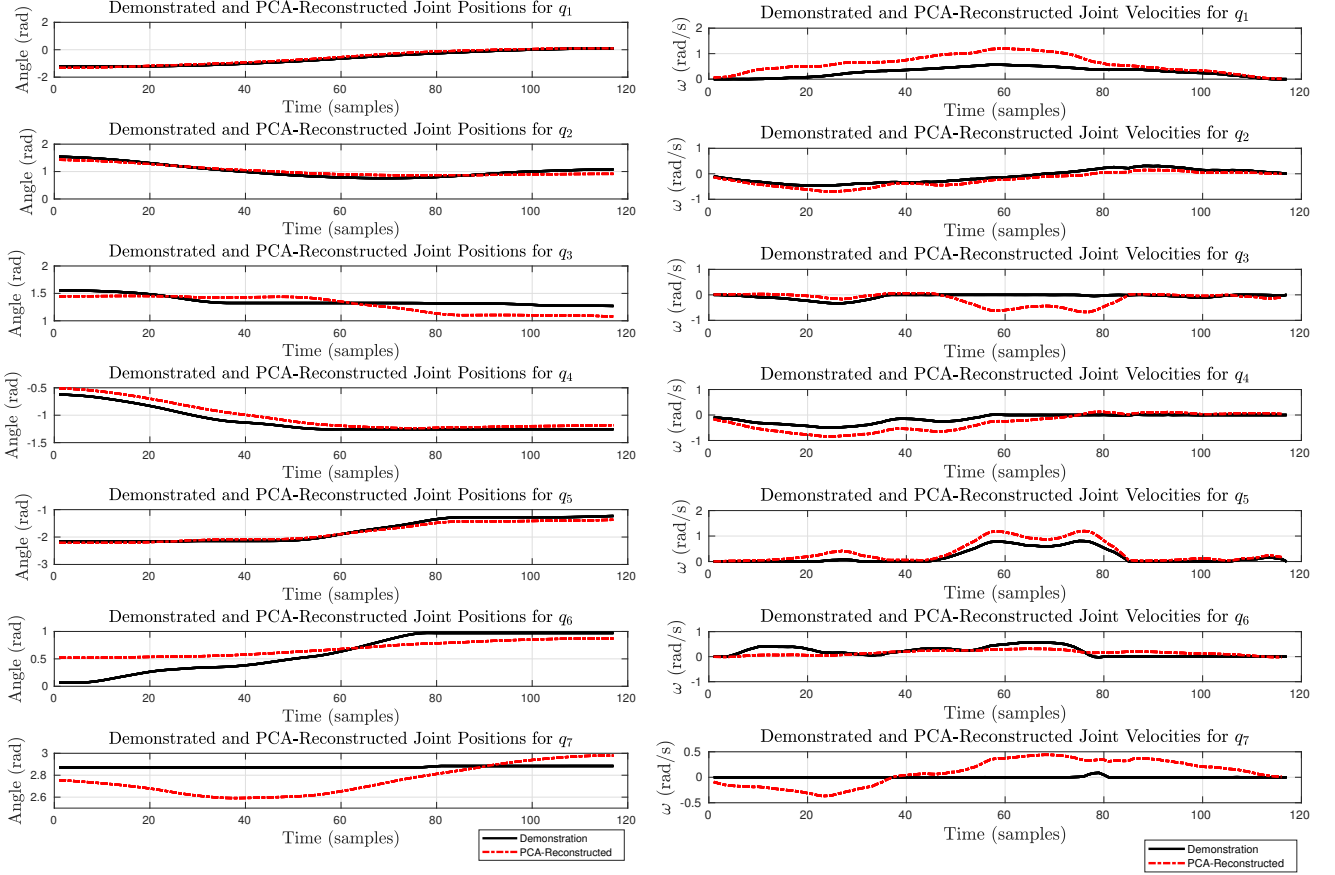 Demonstrated and PCA-Reconstructed Joint Positions for q1
Angle (rad)
2
0
-2
0 20 40 60 80 100 120
Time (samples)
Demonstrated and PCA-Reconstructed Joint Positions for q2
Angle (rad)
2
1
0
0 20 40 60 80 100 120
Time (samples)
Demonstrated and PCA-Reconstructed Joint Positions for q3
Angle (rad)
2
1.5
1
0 20 40 60 80 100 120
Time (samples)
Demonstrated and PCA-Reconstructed Joint Positions for q4
Angle (rad)
-0.5
-1
-1.5
0 20 40 60 80 100 120
Time (samples)
Demonstrated and PCA-Reconstructed Joint Positions for q5
Angle (rad)
-1
-2
-3
0 20 40 60 80 100 120
Time (samples)
Demonstrated and PCA-Reconstructed Joint Positions for q6
Angle (rad)
1
0.5
0
0 20 40 60 80 100 120
Time (samples)
Demonstrated and PCA-Reconstructed Joint Positions for q7
Angle (rad)
3
2.8
2.6
0 20 40 60 80 100 120
Time (samples)
Demonstration
PCA-Reconstructed
Demonstrated and PCA-Reconstructed Joint Velocities for q1
ω (rad/s)
2
1
0
0 20 40 60 80 100 120
Time (samples)
Demonstrated and PCA-Reconstructed Joint Velocities for q2
ω (rad/s)
1
0
-1
0 20 40 60 80 100 120
Time (samples)
Demonstrated and PCA-Reconstructed Joint Velocities for q3
ω (rad/s)
1
0
-1
0 20 40 60 80 100 120
Time (samples)
Demonstrated and PCA-Reconstructed Joint Velocities for q4
ω (rad/s)
1
0
-1
0 20 40 60 80 100 120
Time (samples)
Demonstrated and PCA-Reconstructed Joint Velocities for q5
ω (rad/s)
2
1
0
0 20 40 60 80 100 120
Time (samples)
Demonstrated and PCA-Reconstructed Joint Velocities for q6
ω (rad/s)
1
0
-1
0 20 40 60 80 100 120
Time (samples)
Demonstrated and PCA-Reconstructed Joint Velocities for q7
ω (rad/s)
0.5
0
-0.5
0 20 40 60 80 100 120
Time (samples)
Demonstration
PCA-Reconstructed